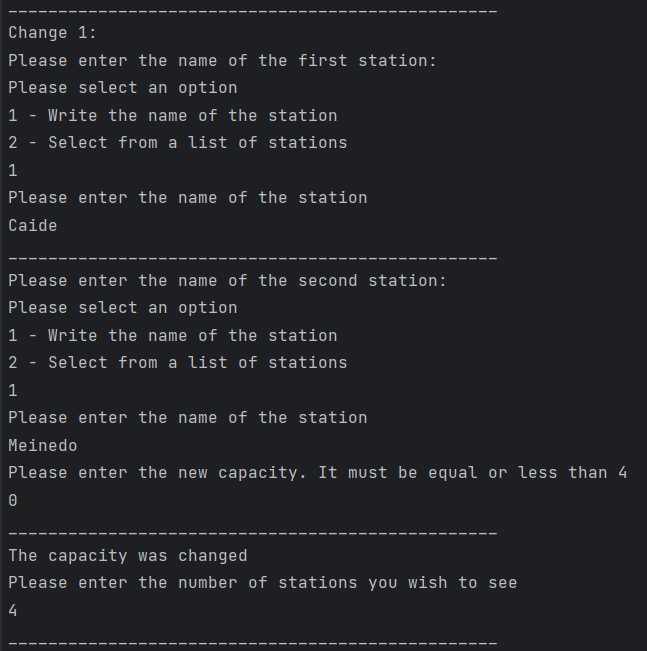 _________________________________________________
Change 1:
Please enter the name of the first station:
Please select an option
1 - Write the name of the station
2 - Select from a list of stations
1
Please enter the name of the station
Caide
_________________________________________________
Please enter the name of the second station:
Please select an option
1 - Write the name of the station
2 - Select from a list of stations
1
Please enter the name of the station
Meinedo
Please enter the new capacity. It must be equal or less than 4
0
_________________________________________________
The capacity was changed
Please enter the number of stations you wish to see
4
_________________________________________________